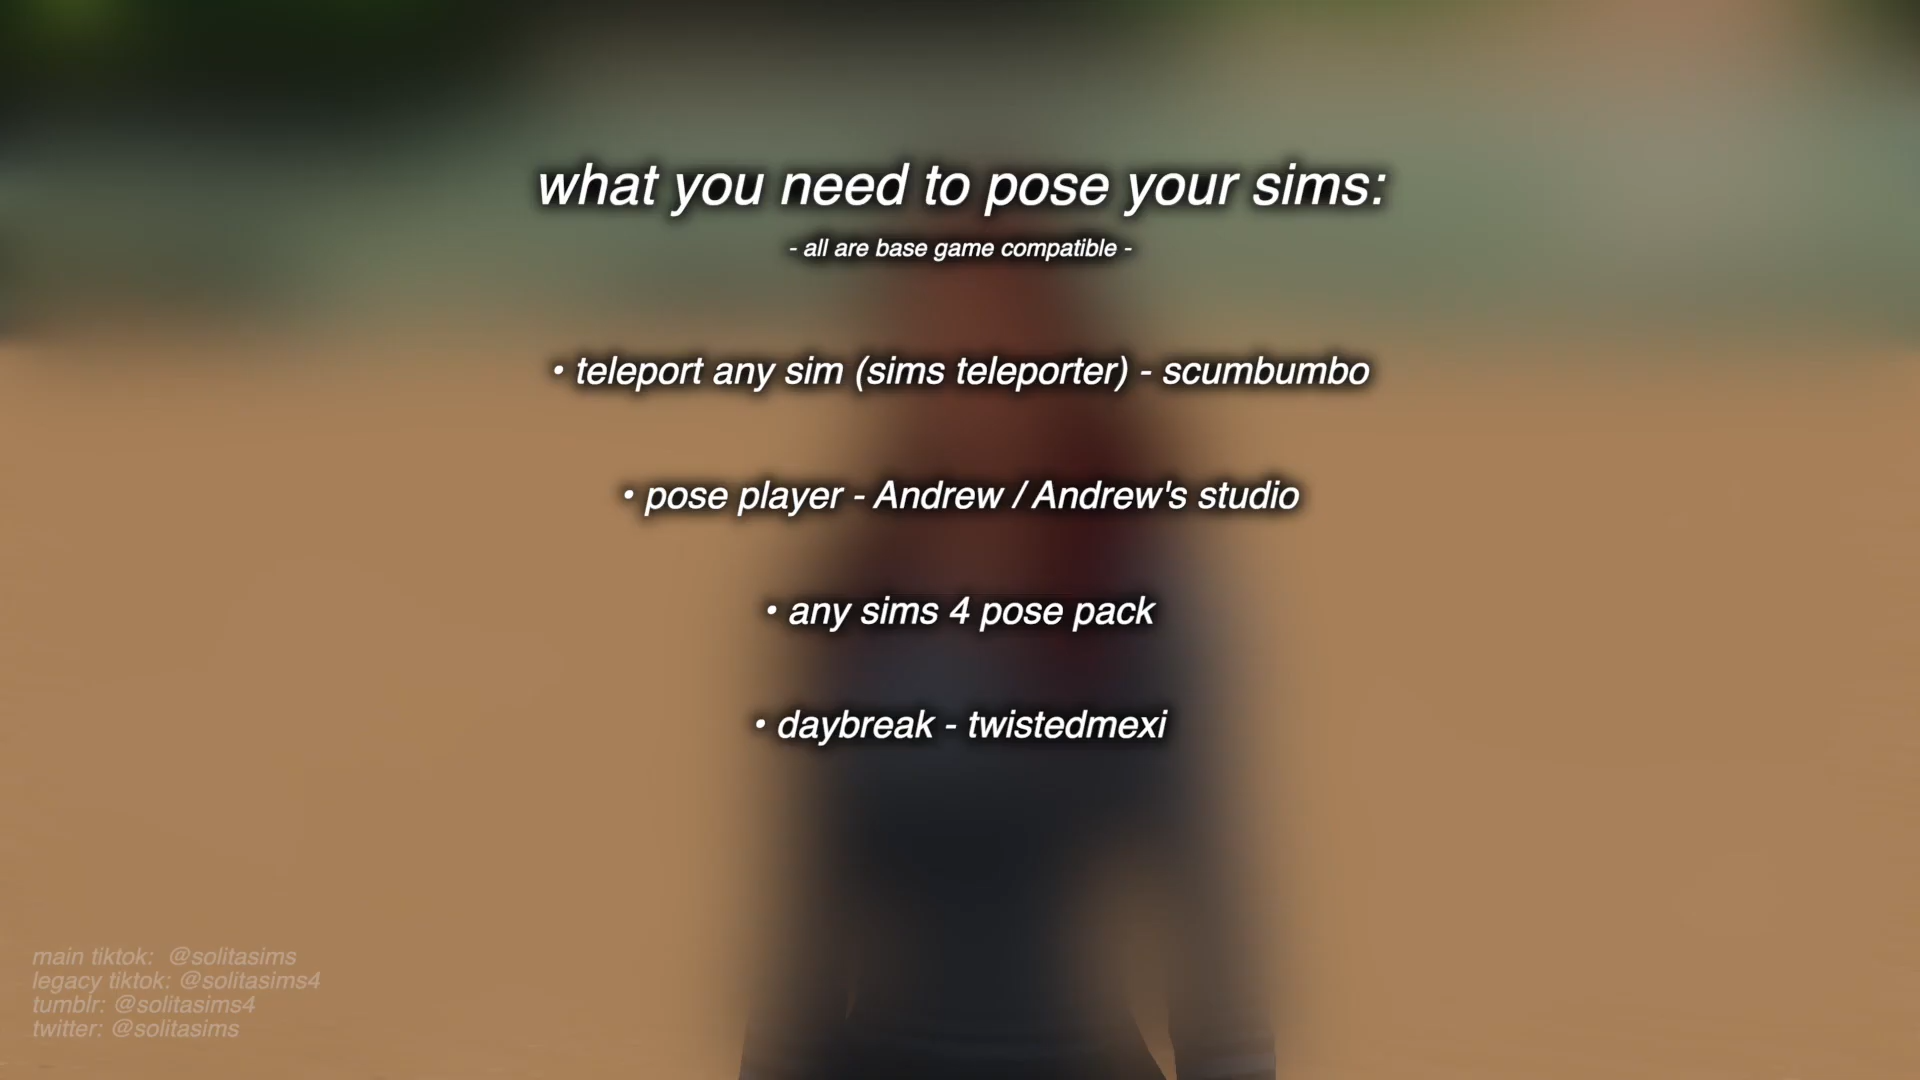 what you need to pose your sims:
- all are base game compatible -
• teleport any sim (sims teleporter) - scumbumbo
• pose player - Andrew / Andrew's studio
• any sims 4 pose pack
• daybreak - twistedmexi
main tiktok: @solitasims
legacy tiktok: @solitasims4
tumblr: @solitasims4
twitter: @solitasims